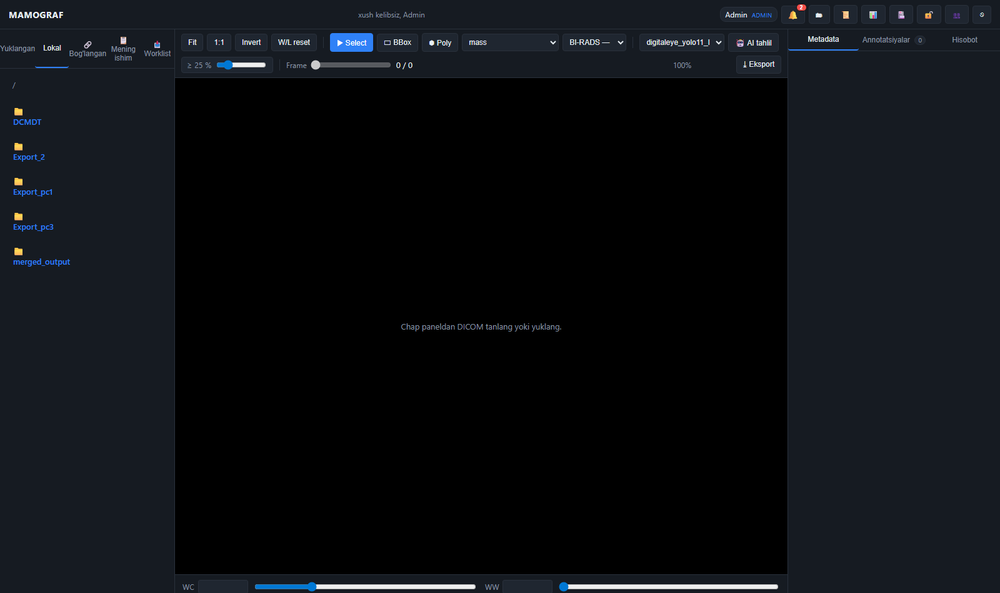 MAMOGRAF
xush kelibsiz, Admin
Admin ADMIN
2
Yuklangan
Lokal
Bog'langan
Mening ishim
Worklist
Fit
1:1
Invert
W/L reset
Select
BBox
Poly
mass
BI-RADS —
digitaleye_yolo11_l
AI tahlil
≥ 25 %
Frame
0 / 0
100%
Eksport
Metadata
Annotatsiyalar 0
Hisobot
/
DCMDT
Export_2
Export_pc1
Export_pc3
merged_output
Chap paneldan DICOM tanlang yoki yuklang.
WC
WW